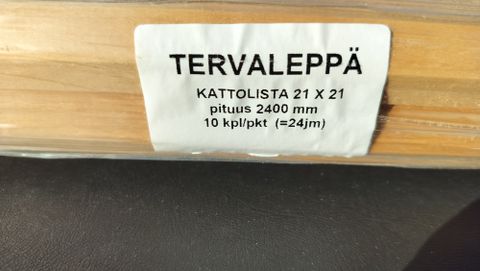 TERVALEPPÄ
KATTOLISTA 21 X 21
pituus 2400 mm
10 kpl/pkt (=24jm)